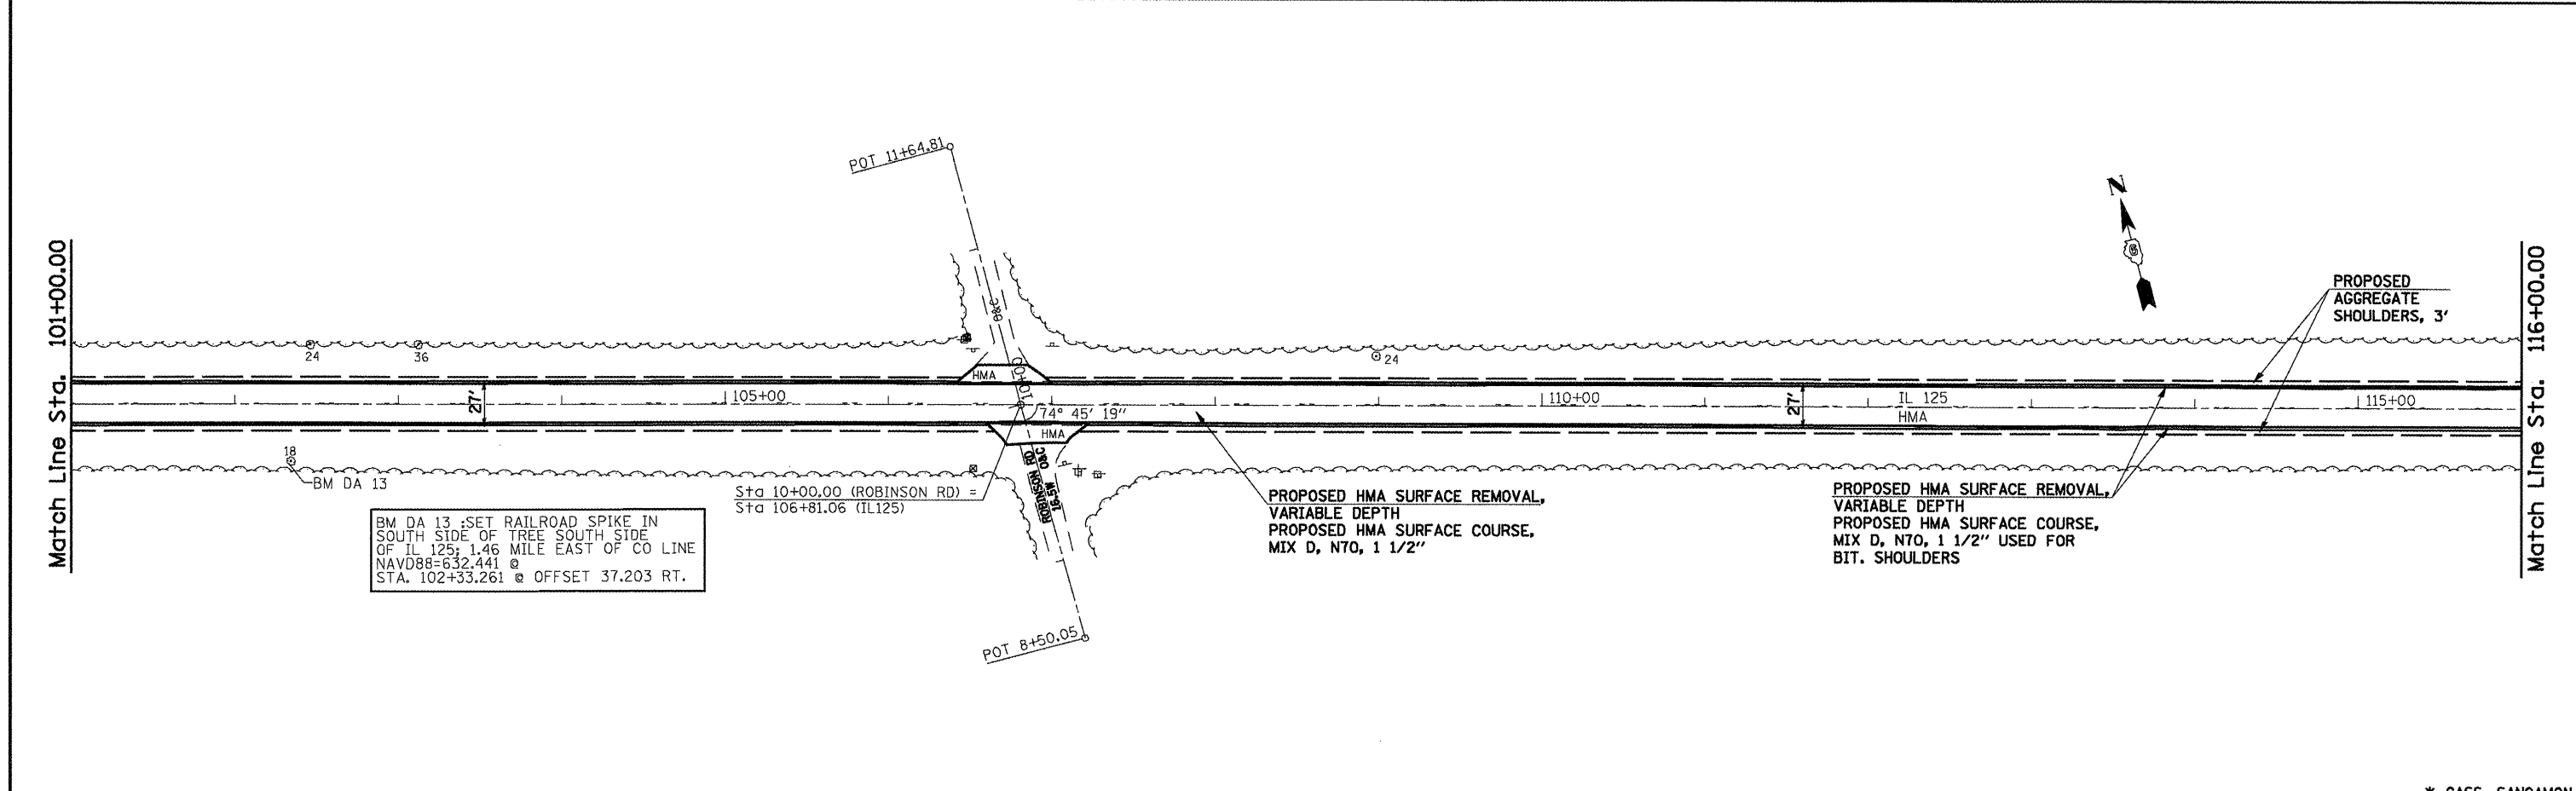 POT 11+64.81
N
Match Line Sta. 101+00.00
Match Line Sta. 116+00.00
PROPOSED
AGGREGATE
SHOULDERS, 3'
O&C
24
36
24
HMA
10+00
27'
105+00
74° 45' 19"
110+00
27'
IL 125
HMA
115+00
HMA
18
BM DA 13
ROBINSON RD
O&C
16.5'W
Sta 10+00.00 (ROBINSON RD) =
Sta 106+81.06 (IL125)
PROPOSED HMA SURFACE REMOVAL,
VARIABLE DEPTH
PROPOSED HMA SURFACE COURSE,
MIX D, N70, 1 1/2"
PROPOSED HMA SURFACE REMOVAL,
VARIABLE DEPTH
PROPOSED HMA SURFACE COURSE,
MIX D, N70, 1 1/2" USED FOR
BIT. SHOULDERS
BM DA 13 :SET RAILROAD SPIKE IN
SOUTH SIDE OF TREE SOUTH SIDE
OF IL 125; 1.46 MILE EAST OF CO LINE
NAVD88=632.441 @
STA. 102+33.261 @ OFFSET 37.203 RT.
POT 8+50.05
* CASS, SANGAMON